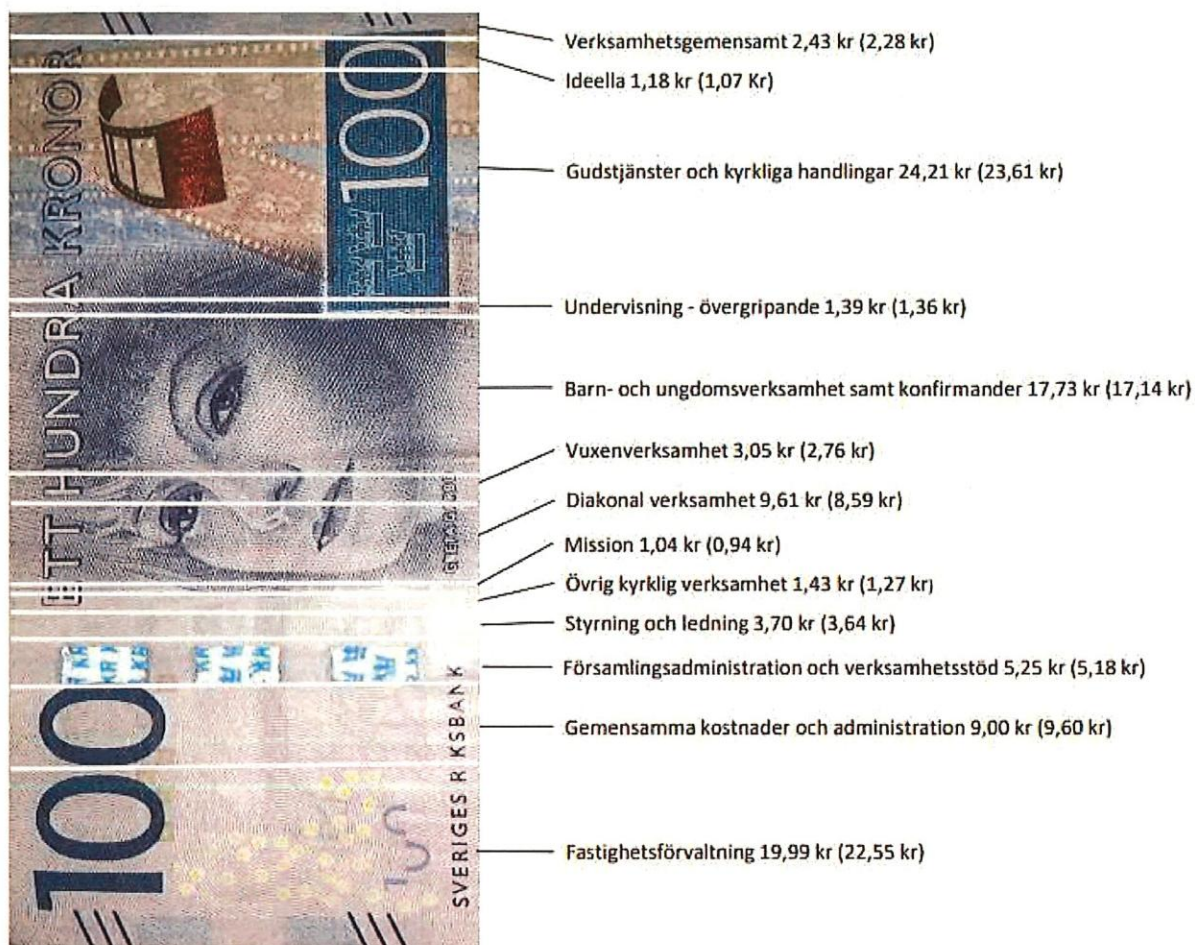 Verksamhetsgemensamt 2,43 kr (2,28 kr)
Ideella 1,18 kr (1,07 Kr)
Gudstjänster och kyrkliga handlingar 24,21 kr (23,61 kr)
Undervisning - övergripande 1,39 kr (1,36 kr)
Barn- och ungdomsverksamhet samt konfirmander 17,73 kr (17,14 kr)
Vuxenverksamhet 3,05 kr (2,76 kr)
Diakonal verksamhet 9,61 kr (8,59 kr)
Mission 1,04 kr (0,94 kr)
Övrig kyrklig verksamhet 1,43 kr (1,27 kr)
Styrning och ledning 3,70 kr (3,64 kr)
Församlingsadministration och verksamhetsstöd 5,25 kr (5,18 kr)
Gemensamma kostnader och administration 9,00 kr (9,60 kr)
Fastighetsförvaltning 19,99 kr (22,55 kr)
ETT HUNDRA KRONOR
100
100
SVERIGES R KSBANK